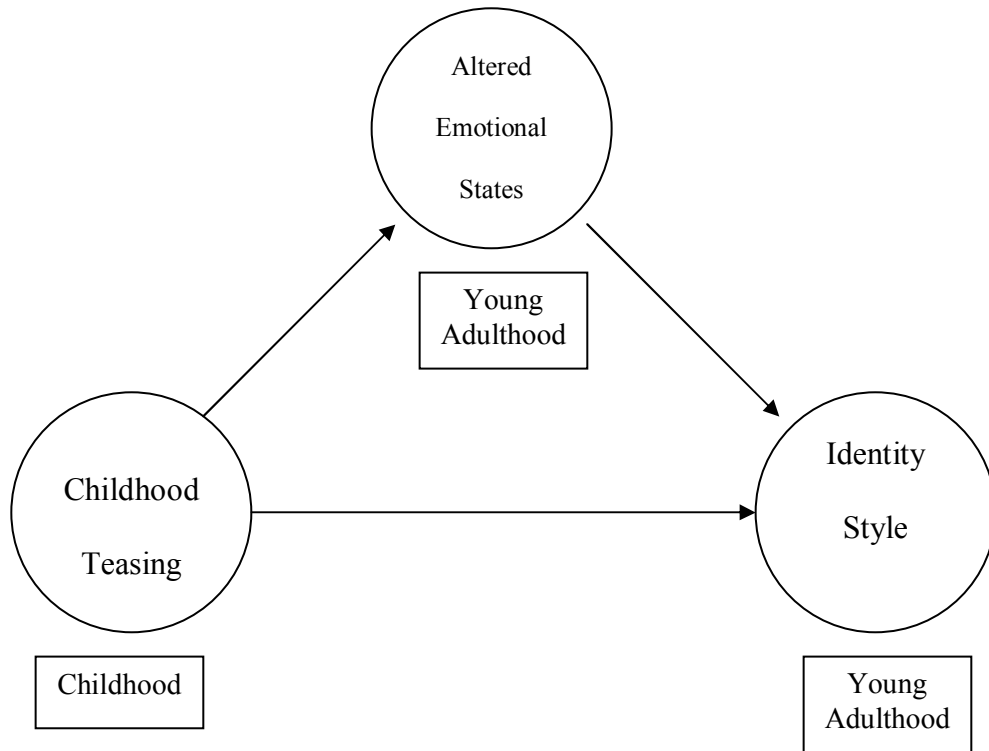 Altered
Emotional
States
Young
Adulthood
Childhood
Teasing
Identity
Style
Childhood
Young
Adulthood